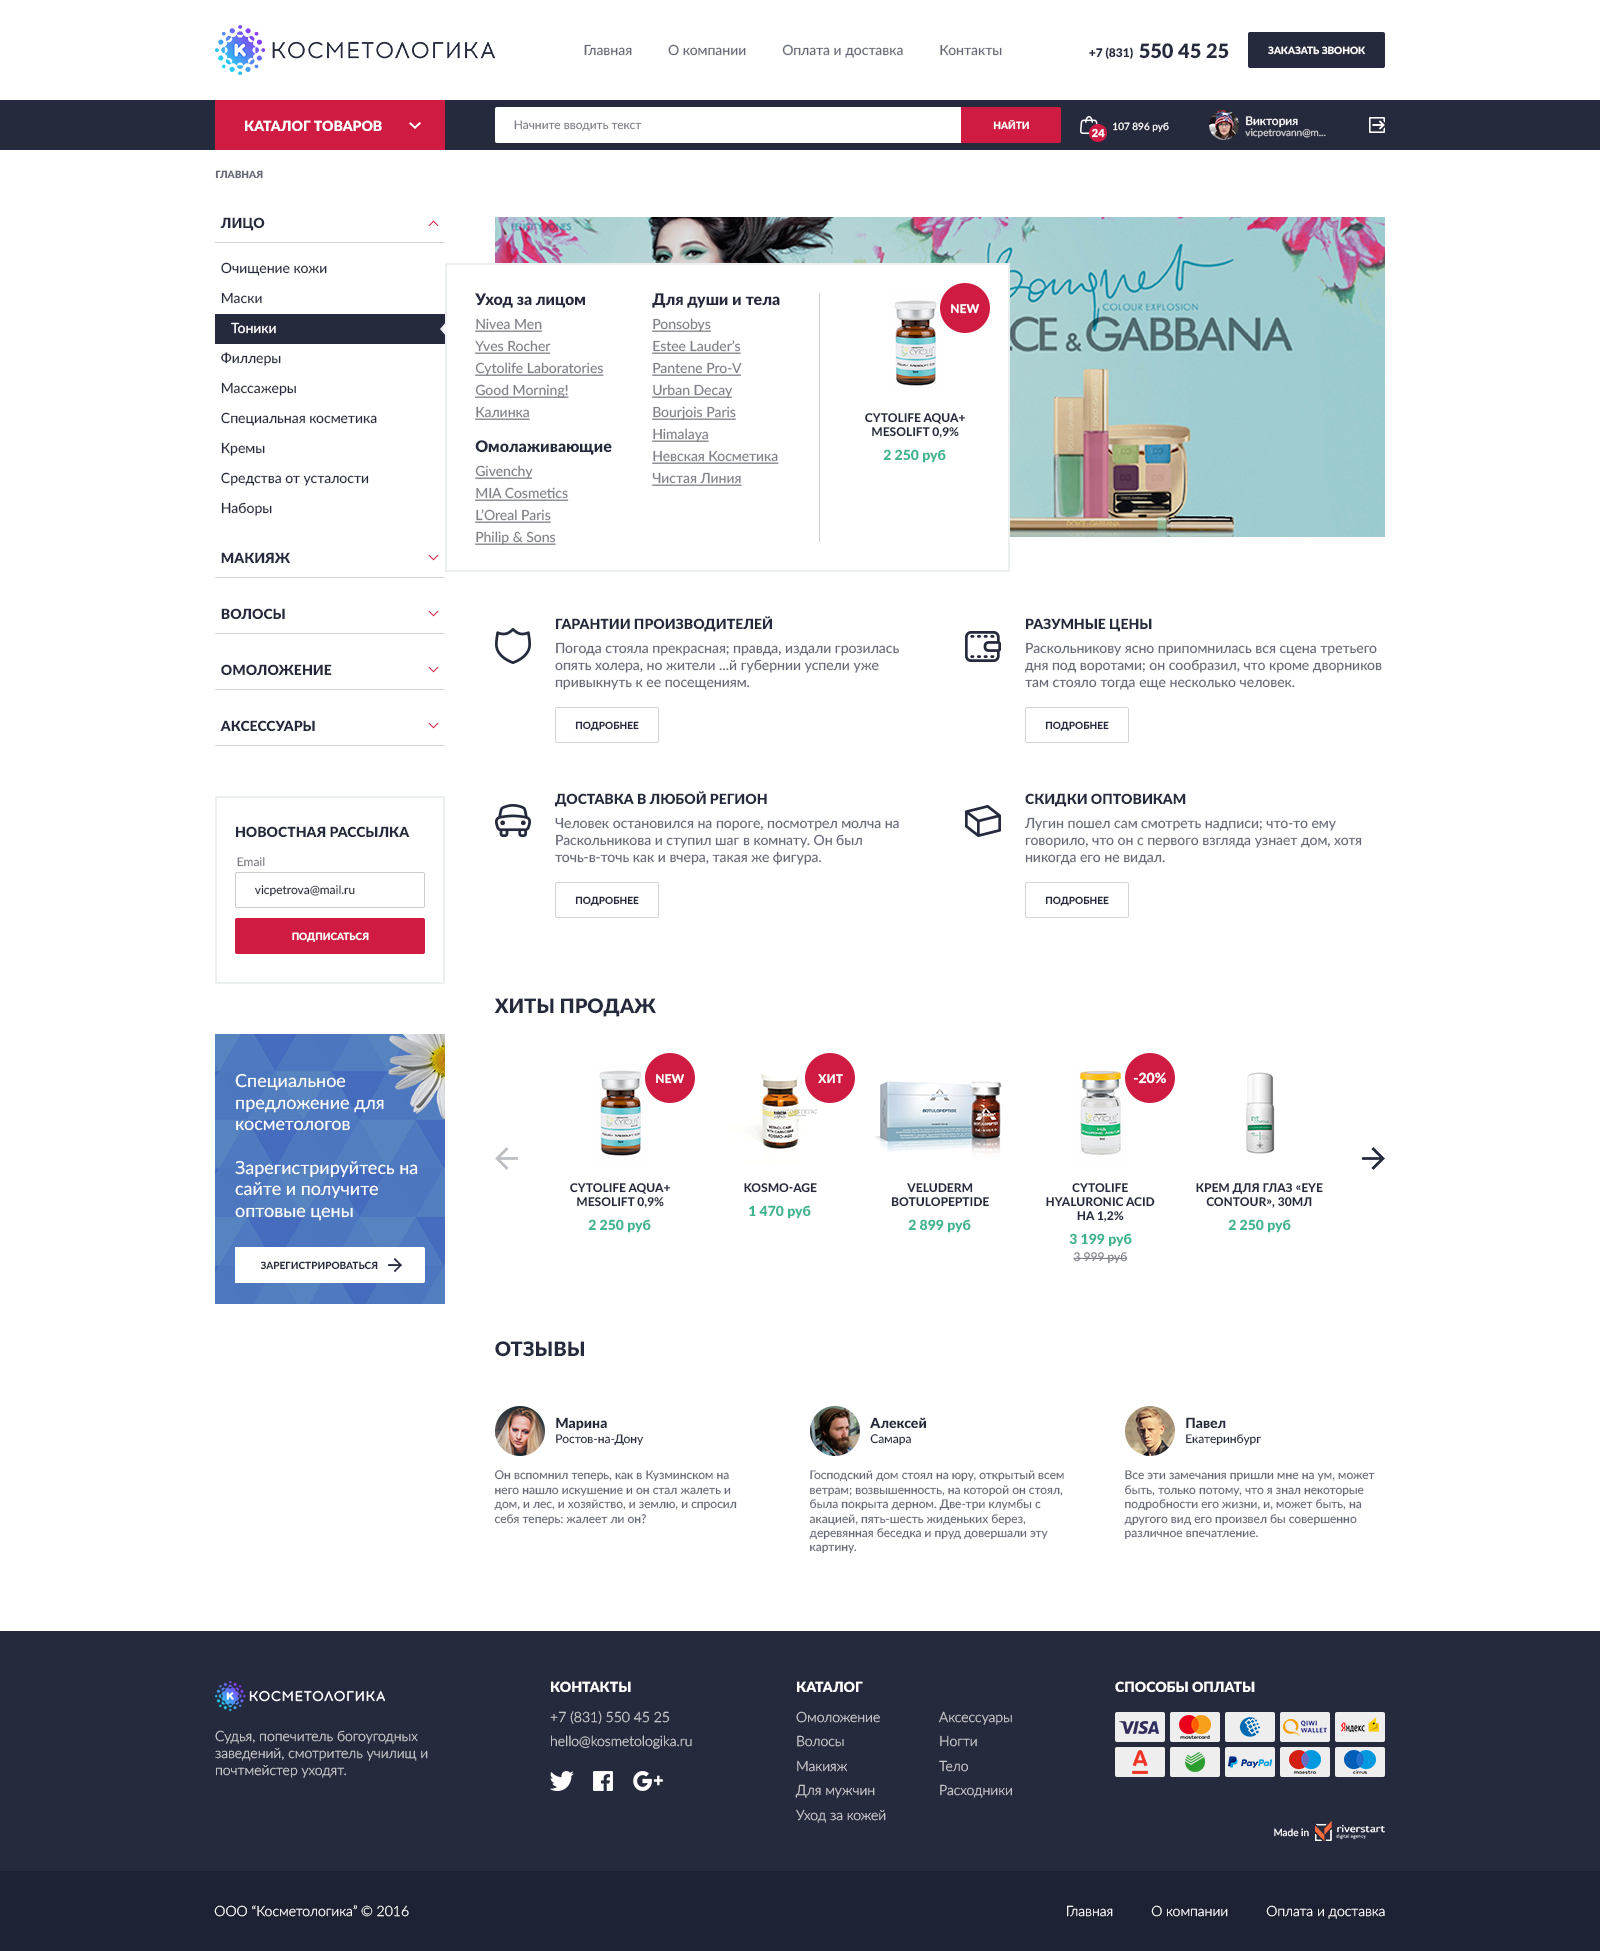 КОСМЕТОЛОГИКА
Главная
О компании
Оплата и доставка
Контакты
+7 (831) 550 45 25
ЗАКАЗАТЬ ЗВОНОК
КАТАЛОГ ТОВАРОВ
Начните вводить текст
НАЙТИ
24
107 896 руб
Виктория
vicpetrovann@m...
ГЛАВНАЯ
ЛИЦО
Очищение кожи
Маски
Тоники
Филлеры
Массажеры
Специальная косметика
Кремы
Средства от усталости
Наборы
МАКИЯЖ
ВОЛОСЫ
ОМОЛОЖЕНИЕ
АКСЕССУАРЫ
Уход за лицом
Nivea Men
Yves Rocher
Cytolife Laboratories
Good Morning!
Калинка
Омолаживающие
Givenchy
MIA Cosmetics
L'Oreal Paris
Philip & Sons
Для души и тела
Ponsobys
Estee Lauder's
Pantene Pro-V
Urban Decay
Bourjois Paris
Himalaya
Невская Косметика
Чистая Линия
NEW
CYTOLIFE AQUA+
MESOLIFT 0,9%
2 250 руб
Bouquet
COLOUR EXPLOSION
CE & GABBANA
ГАРАНТИИ ПРОИЗВОДИТЕЛЕЙ
Погода стояла прекрасная; правда, издали грозилась
опять холера, но жители ...й губернии успели уже
привыкнуть к ее посещениям.
ПОДРОБНЕЕ
РАЗУМНЫЕ ЦЕНЫ
Раскольникову ясно припомнилась вся сцена третьего
дня под воротами; он сообразил, что кроме дворников
там стояло тогда еще несколько человек.
ПОДРОБНЕЕ
ДОСТАВКА В ЛЮБОЙ РЕГИОН
Человек остановился на пороге, посмотрел молча на
Раскольникова и ступил шаг в комнату. Он был
точь-в-точь как и вчера, такая же фигура.
ПОДРОБНЕЕ
СКИДКИ ОПТОВИКАМ
Лугин пошел сам смотреть надписи; что-то ему
говорило, что он с первого взгляда узнает дом, хотя
никогда его не видал.
ПОДРОБНЕЕ
НОВОСТНАЯ РАССЫЛКА
Email
vicpetrova@mail.ru
ПОДПИСАТЬСЯ
Специальное
предложение для
косметологов
Зарегистрируйтесь на
сайте и получите
оптовые цены
ЗАРЕГИСТРИРОВАТЬСЯ
ХИТЫ ПРОДАЖ
NEW
CYTOLIFE AQUA+
MESOLIFT 0,9%
2 250 руб
ХИТ
KOSMO-AGE
KOSMO-AGE
1 470 руб
BOTULOPEPTIDE
VELUDERM
BOTULOPEPTIDE
2 899 руб
-20%
CYTOLIFE
HYALURONIC ACID
HA 1,2%
3 199 руб
3 999 руб
КРЕМ ДЛЯ ГЛАЗ «EYE
CONTOUR», 30МЛ
2 250 руб
ОТЗЫВЫ
Марина
Ростов-на-Дону
Он вспомнил теперь, как в Кузминском на
него нашло искушение и он стал жалеть и
дом, и лес, и хозяйство, и землю, и спросил
себя теперь: жалеет ли он?
Алексей
Самара
Господский дом стоял на юру, открытый всем
ветрам; возвышенность, на которой он стоял,
была покрыта дерном. Две-три клумбы с
акацией, пять-шесть жиденьких берез,
деревянная беседка и пруд довершали эту
картину.
Павел
Екатеринбург
Все эти замечания пришли мне на ум, может
быть, только потому, что я знал некоторые
подробности его жизни, и, может быть, на
другого вид его произвел бы совершенно
различное впечатление.
КОСМЕТОЛОГИКА
Судья, попечитель богоугодных
заведений, смотритель училищ и
почтмейстер уходят.
КОНТАКТЫ
+7 (831) 550 45 25
hello@kosmetologika.ru
КАТАЛОГ
Омоложение
Волосы
Макияж
Для мужчин
Уход за кожей
Аксессуары
Ногти
Тело
Расходники
СПОСОБЫ ОПЛАТЫ
VISA
mastercard
QIWI
WALLET
Яндекс
PayPal
maestro
cirrus
Made in
riverstart
digital agency
ООО “Косметологика” © 2016
Главная
О компании
Оплата и доставка